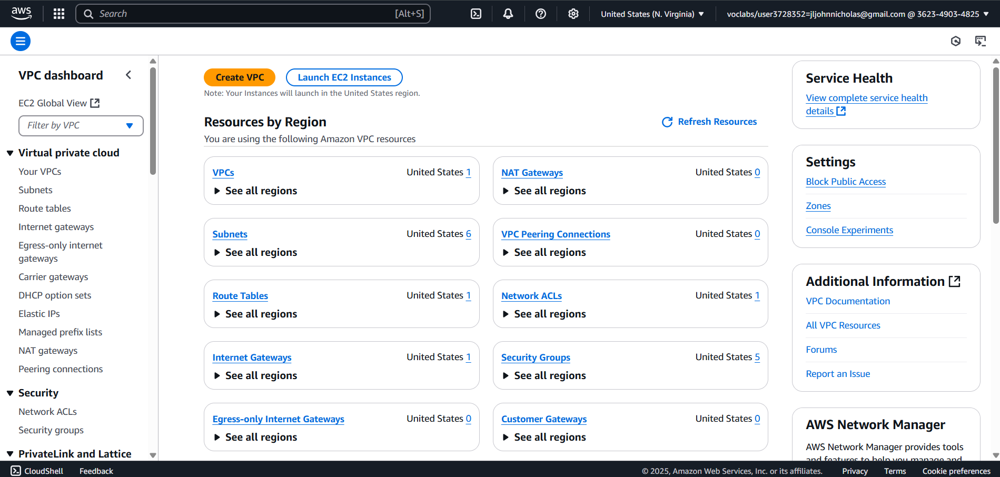 aws
Search
[Alt+S]
United States (N. Virginia)
voclabs/user3728352=jljohnnicholas@gmail.com @ 3623-4903-4825
VPC dashboard
EC2 Global View
Filter by VPC
Virtual private cloud
Your VPCs
Subnets
Route tables
Internet gateways
Egress-only internet
gateways
Carrier gateways
DHCP option sets
Elastic IPs
Managed prefix lists
NAT gateways
Peering connections
Security
Network ACLs
Security groups
PrivateLink and Lattice
Create VPC
Launch EC2 Instances
Note: Your Instances will launch in the United States region.
Resources by Region
Refresh Resources
You are using the following Amazon VPC resources
VPCs
United States 1
See all regions
NAT Gateways
United States 0
See all regions
Subnets
United States 6
See all regions
VPC Peering Connections
United States 0
See all regions
Route Tables
United States 1
See all regions
Network ACLs
United States 1
See all regions
Internet Gateways
United States 1
See all regions
Security Groups
United States 5
See all regions
Egress-only Internet Gateways
United States 0
See all regions
Customer Gateways
United States 0
See all regions
Service Health
View complete service health
details
Settings
Block Public Access
Zones
Console Experiments
Additional Information
VPC Documentation
All VPC Resources
Forums
Report an Issue
AWS Network Manager
AWS Network Manager provides tools
and features to help you manage and
CloudShell
Feedback
© 2025, Amazon Web Services, Inc. or its affiliates.
Privacy
Terms
Cookie preferences